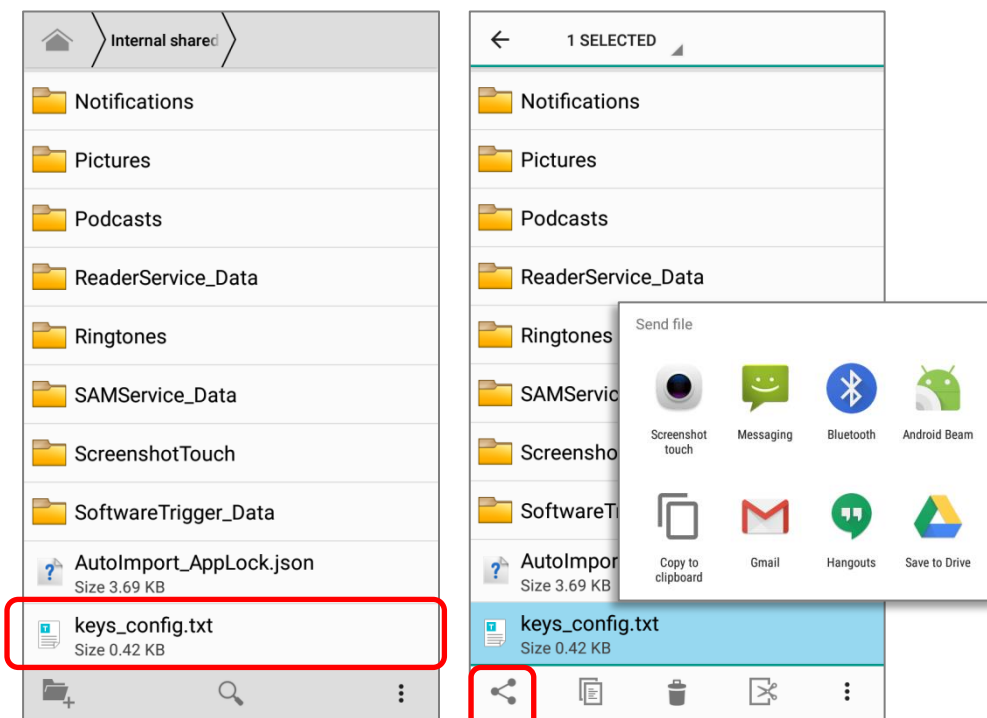 Internal shared
Notifications
Pictures
Podcasts
ReaderService_Data
Ringtones
SAMService_Data
ScreenshotTouch
SoftwareTrigger_Data
AutoImport_AppLock.json
Size 3.69 KB
keys_config.txt
Size 0.42 KB
1 SELECTED
Notifications
Pictures
Podcasts
ReaderService_Data
Ringtones
SAMServic
Screensho
SoftwareT
AutoImpor
Size 3.69 KB
keys_config.txt
Size 0.42 KB
Send file
Screenshot
touch
Messaging
Bluetooth
Android Beam
Copy to
clipboard
Gmail
Hangouts
Save to Drive